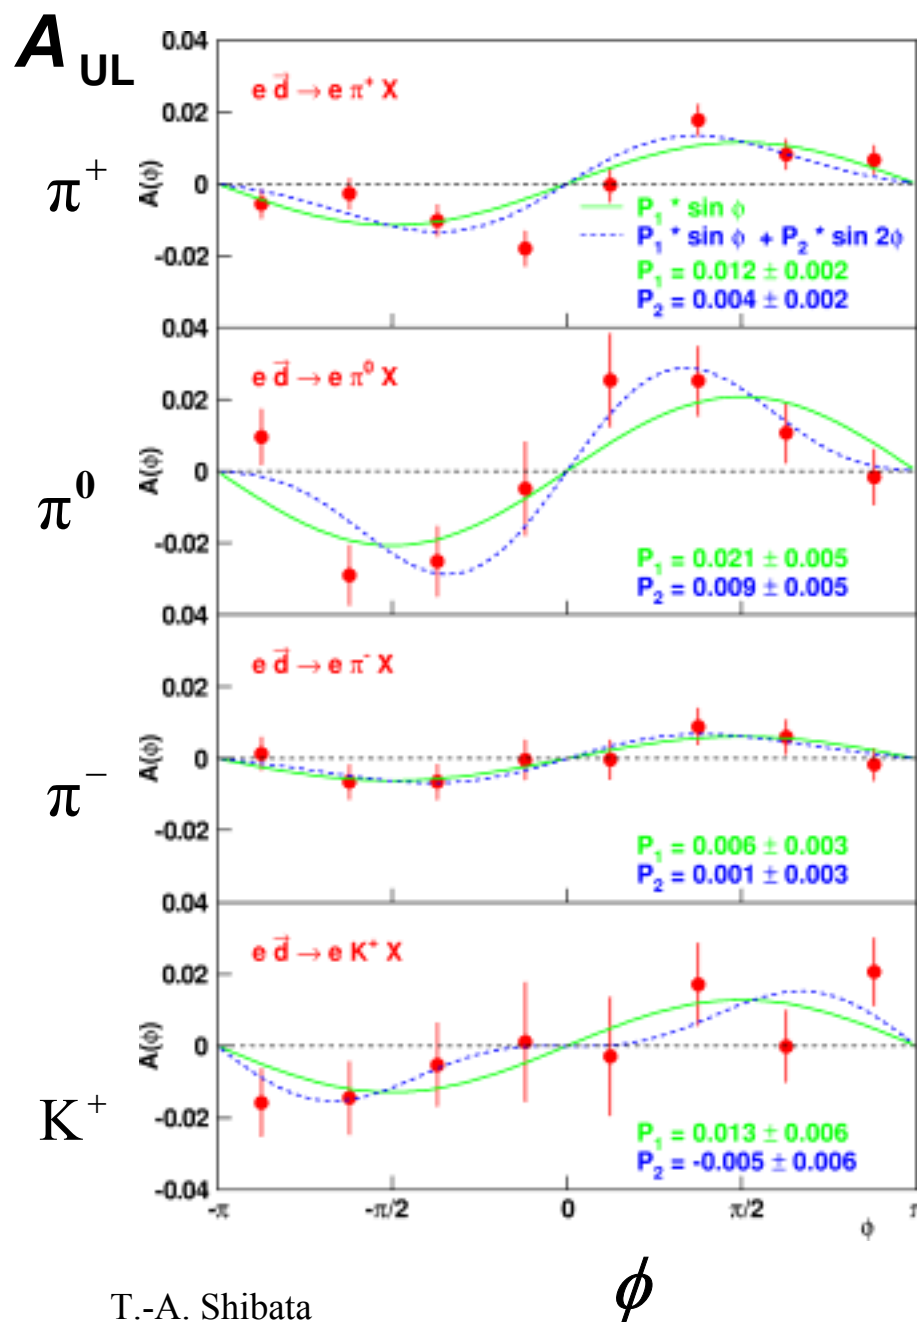 A UL
0.04
e d → e π+ X
0.02
π+
A(φ)
0
P1 * sin φ
P1 * sin φ + P2 * sin 2φ
-0.02
P1 = 0.012 ± 0.002
P2 = 0.004 ± 0.002
0.04
e d → e π0 X
0.02
π0
A(φ)
0
-0.02
P1 = 0.021 ± 0.005
P2 = 0.009 ± 0.005
0.04
e d → e π- X
0.02
π−
A(φ)
0
-0.02
P1 = 0.006 ± 0.003
P2 = 0.001 ± 0.003
0.04
e d → e K+ X
0.02
K+
A(φ)
0
-0.02
P1 = 0.013 ± 0.006
P2 = -0.005 ± 0.006
-0.04
-π -π/2 0 π/2 π
φ
ϕ
T.-A. Shibata